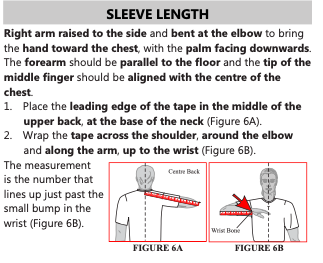 SLEEVE LENGTH
Right arm raised to the side and bent at the elbow to bring
the hand toward the chest, with the palm facing downwards.
The forearm should be parallel to the floor and the tip of the
middle finger should be aligned with the centre of the
chest.
1. Place the leading edge of the tape in the middle of the
upper back, at the base of the neck (Figure 6A).
2. Wrap the tape across the shoulder, around the elbow
and along the arm, up to the wrist (Figure 6B).
The measurement
is the number that
lines up just past the
small bump in the
wrist (Figure 6B).
Centre Back
Wrist Bone
FIGURE 6A
FIGURE 6B